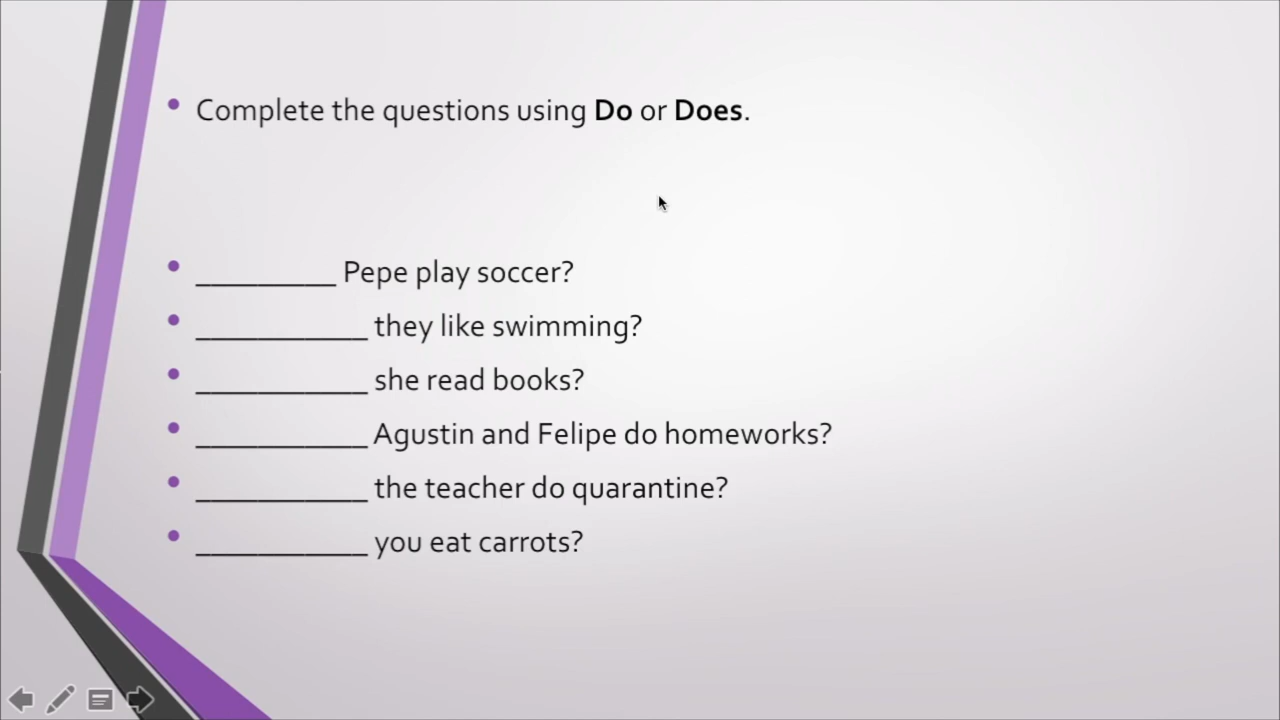 • Complete the questions using Do or Does.
• __________ Pepe play soccer?
• ____________ they like swimming?
• ____________ she read books?
• ____________ Agustin and Felipe do homeworks?
• ____________ the teacher do quarantine?
• ____________ you eat carrots?